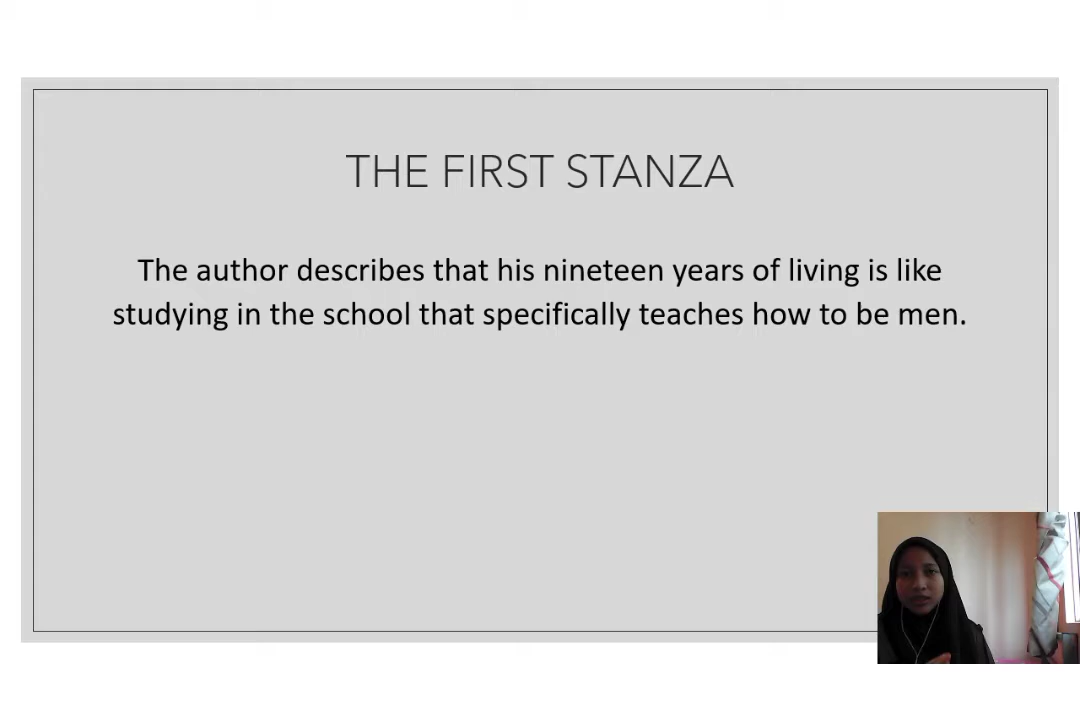 THE FIRST STANZA
The author describes that his nineteen years of living is like
studying in the school that specifically teaches how to be men.